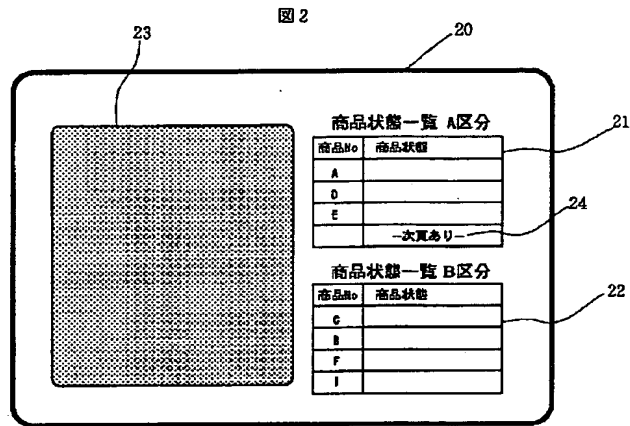 図2
23
20
商品状態一覧 A区分
21
商品No 商品状態
A
D
E
24
―次頁あり―
商品状態一覧 B区分
商品No 商品状態
22
C
B
F
I